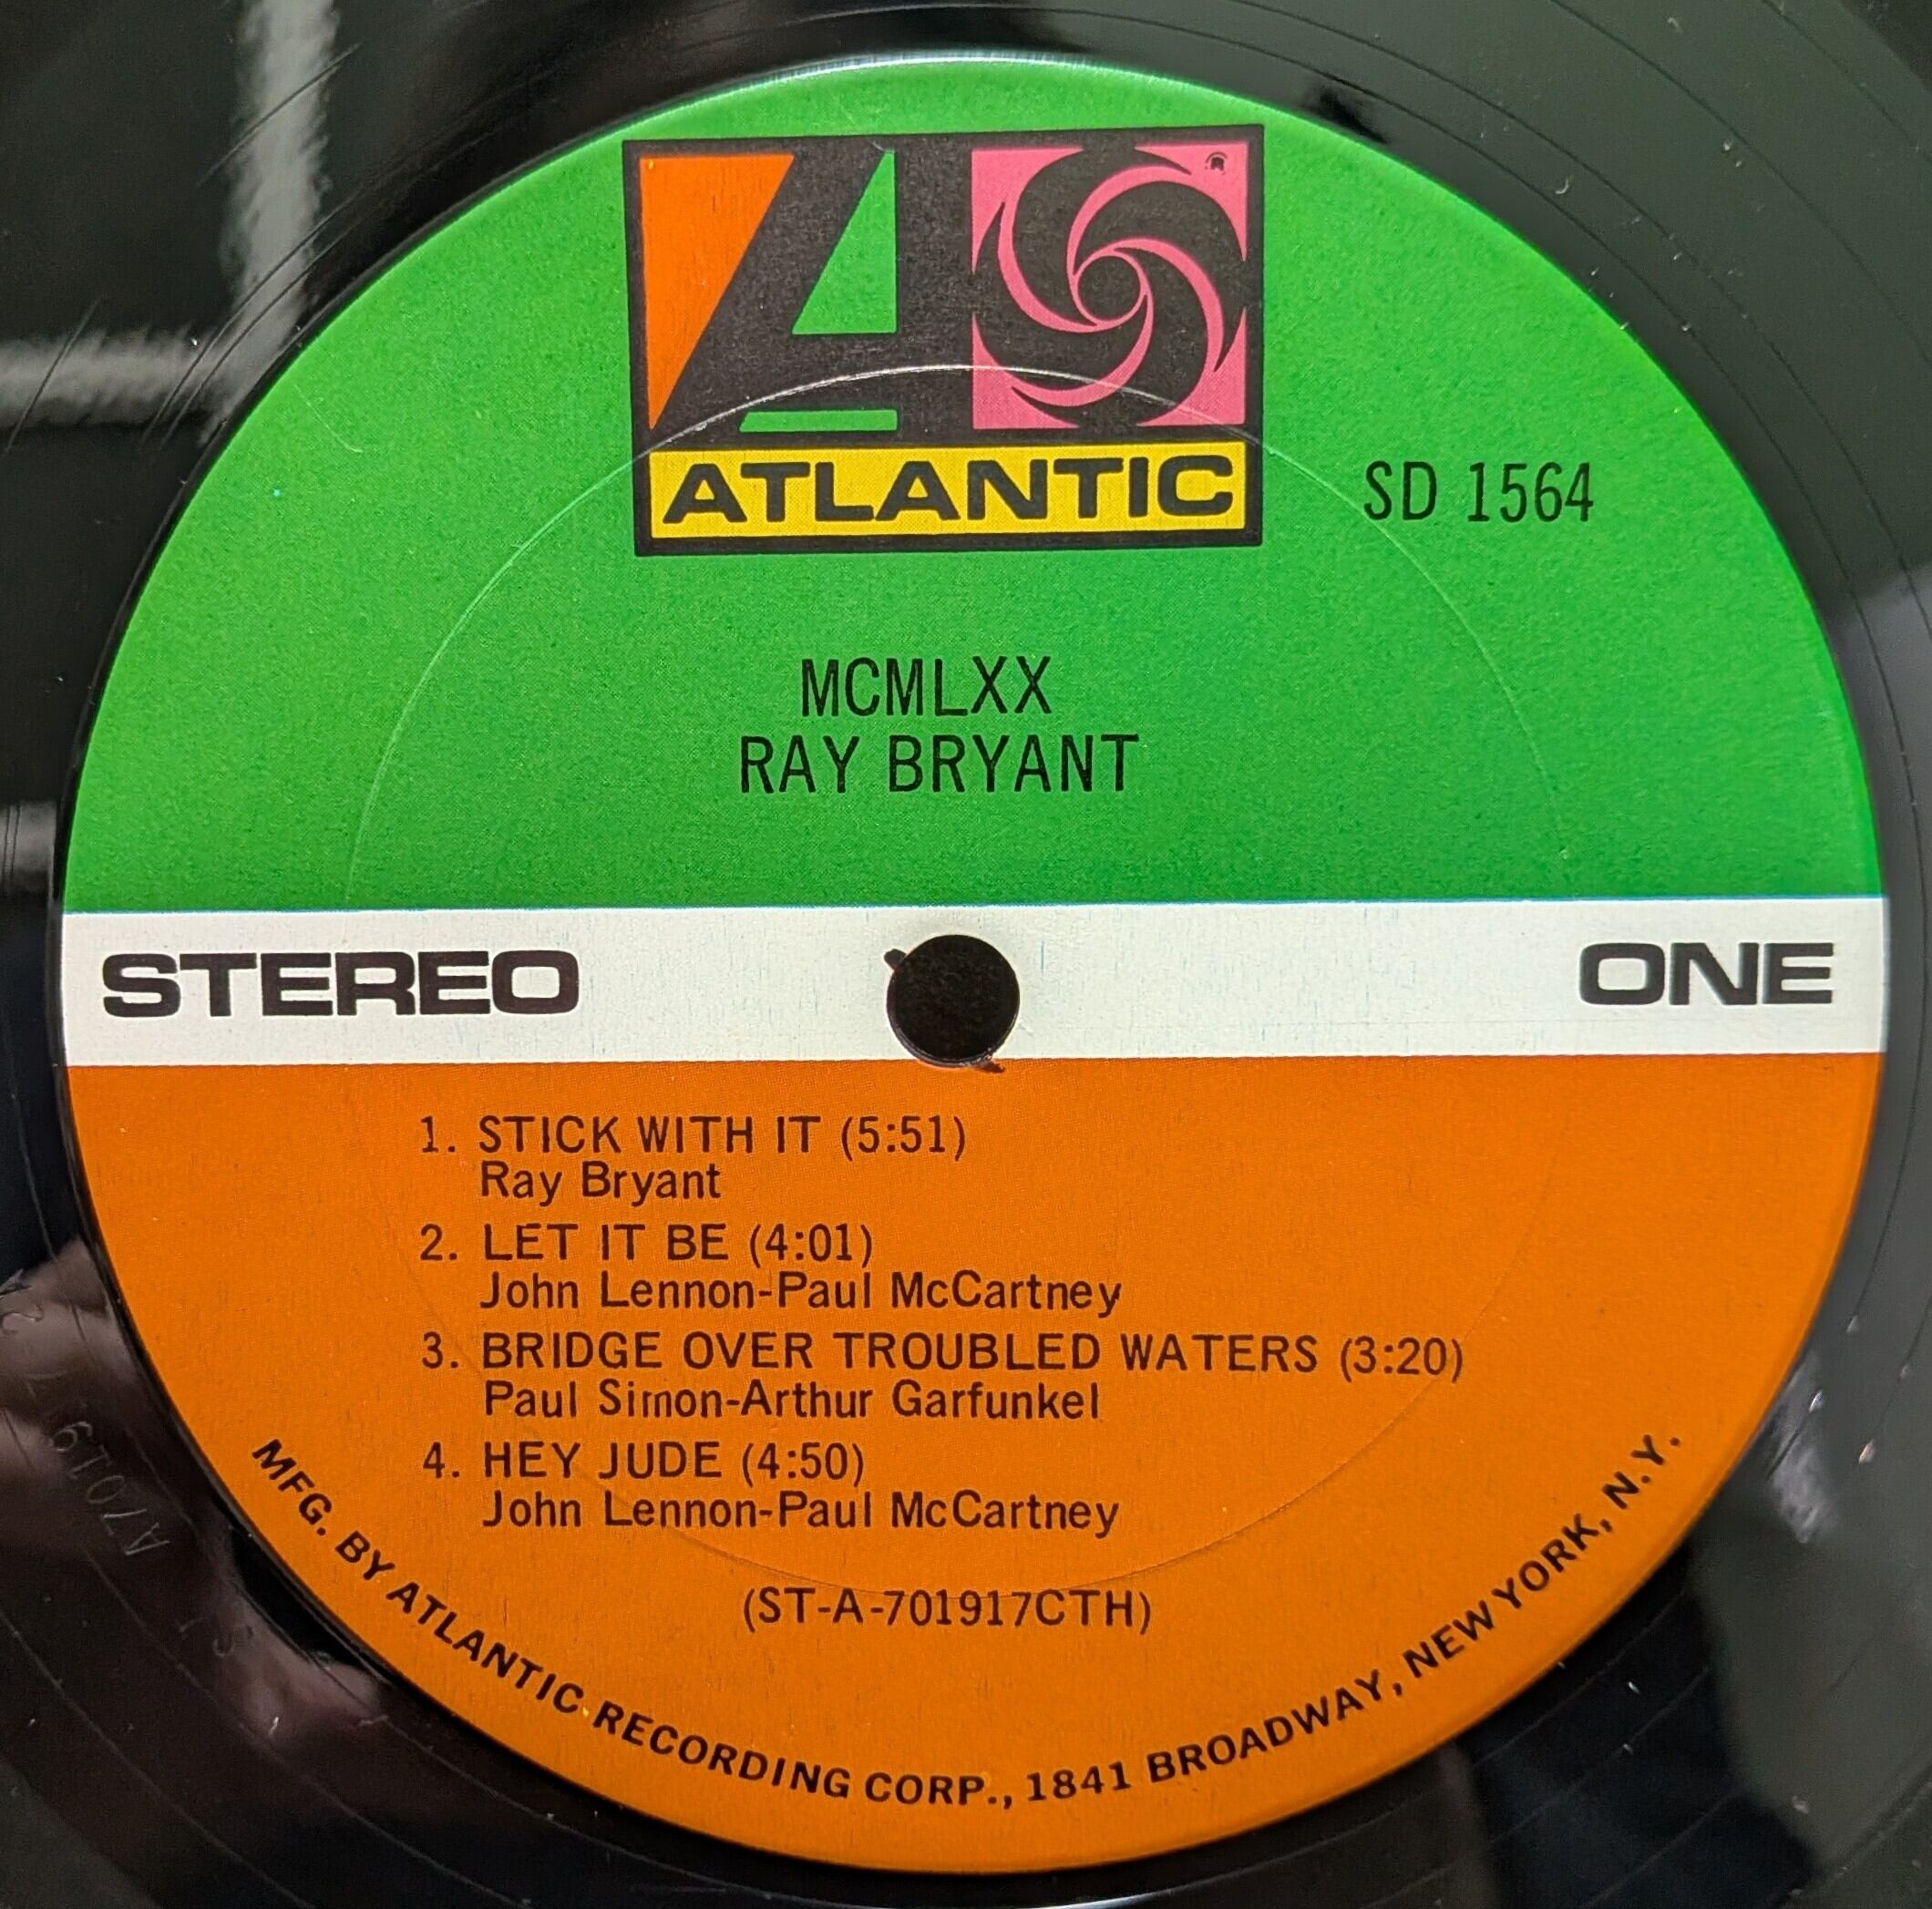 ATLANTIC
SD 1564
MCMLXX
RAY BRYANT
STEREO
ONE
1. STICK WITH IT (5:51)
Ray Bryant
2. LET IT BE (4:01)
John Lennon-Paul McCartney
3. BRIDGE OVER TROUBLED WATERS (3:20)
Paul Simon-Arthur Garfunkel
4. HEY JUDE (4:50)
John Lennon-Paul McCartney
(ST-A-701917CTH)
MFG. BY ATLANTIC RECORDING CORP., 1841 BROADWAY, NEW YORK, N.Y.